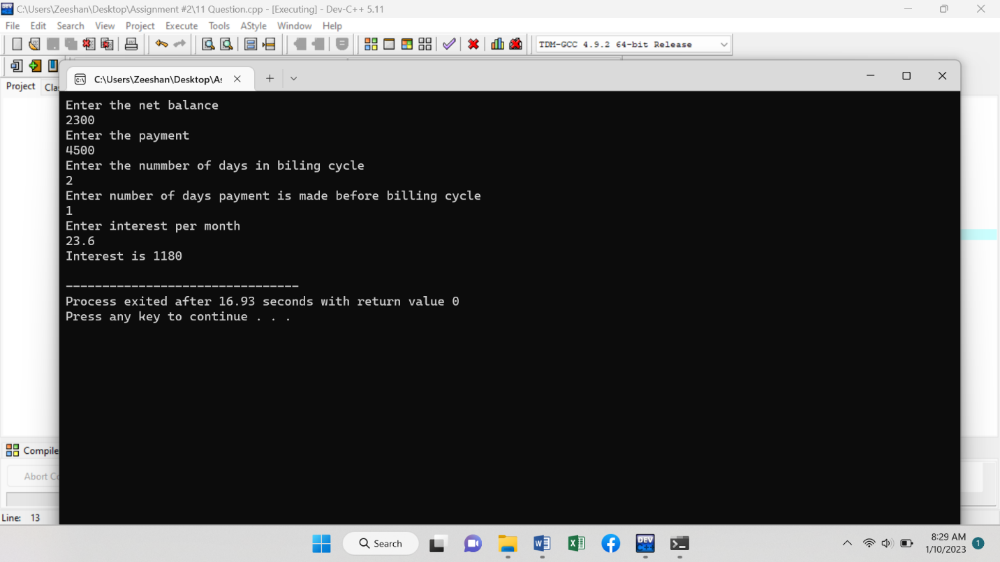 C:\Users\Zeeshan\Desktop\Assignment #2\11 Question.cpp - [Executing] - Dev-C++ 5.11
File Edit Search View Project Execute Tools AStyle Window Help
TDM-GCC 4.9.2 64-bit Release
Project
C:\Users\Zeeshan\Desktop\A
Enter the net balance
2300
Enter the payment
4500
Enter the nummber of days in biling cycle
2
Enter number of days payment is made before billing cycle
1
Enter interest per month
23.6
Interest is 1180
--------------------------------
Process exited after 16.93 seconds with return value 0
Press any key to continue . . .
Compile
Abort
Line: 13
Search
DEV
C++
8:29 AM
1/10/2023
1